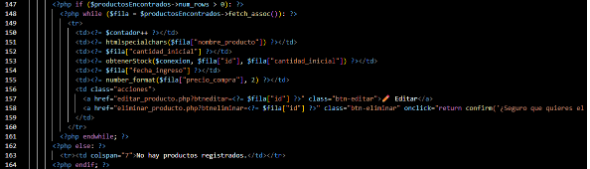 147 <?php if ($productosEncontrados->num_rows > 0): ?>
148 <?php while ($fila = $productosEncontrados->fetch_assoc()): ?>
149 <tr>
150 <td><?= $contador++ ?></td>
151 <td><?= htmlspecialchars($fila["nombre_producto"]) ?></td>
152 <td><?= $fila["cantidad_inicial"] ?></td>
153 <td><?= obtenerStock($conexion, $fila["id"], $fila["cantidad_inicial"]) ?></td>
154 <td><?= $fila["fecha_ingreso"] ?></td>
155 <td><?= number_format($fila["precio_compra"], 2) ?></td>
156 <td class="acciones">
157 <a href="editar_producto.php?btneditar=<?= $fila["id"] ?>" class="btn-editar">✏️ Editar</a>
158 <a href="eliminar_producto.php?btneliminar=<?= $fila["id"] ?>" class="btn-eliminar" onclick="return confirm('¿Seguro que quieres el
159 </td>
160 </tr>
161 <?php endwhile; ?>
162 <?php else: ?>
163 <tr><td colspan="7">No hay productos registrados.</td></tr>
164 <?php endif; ?>